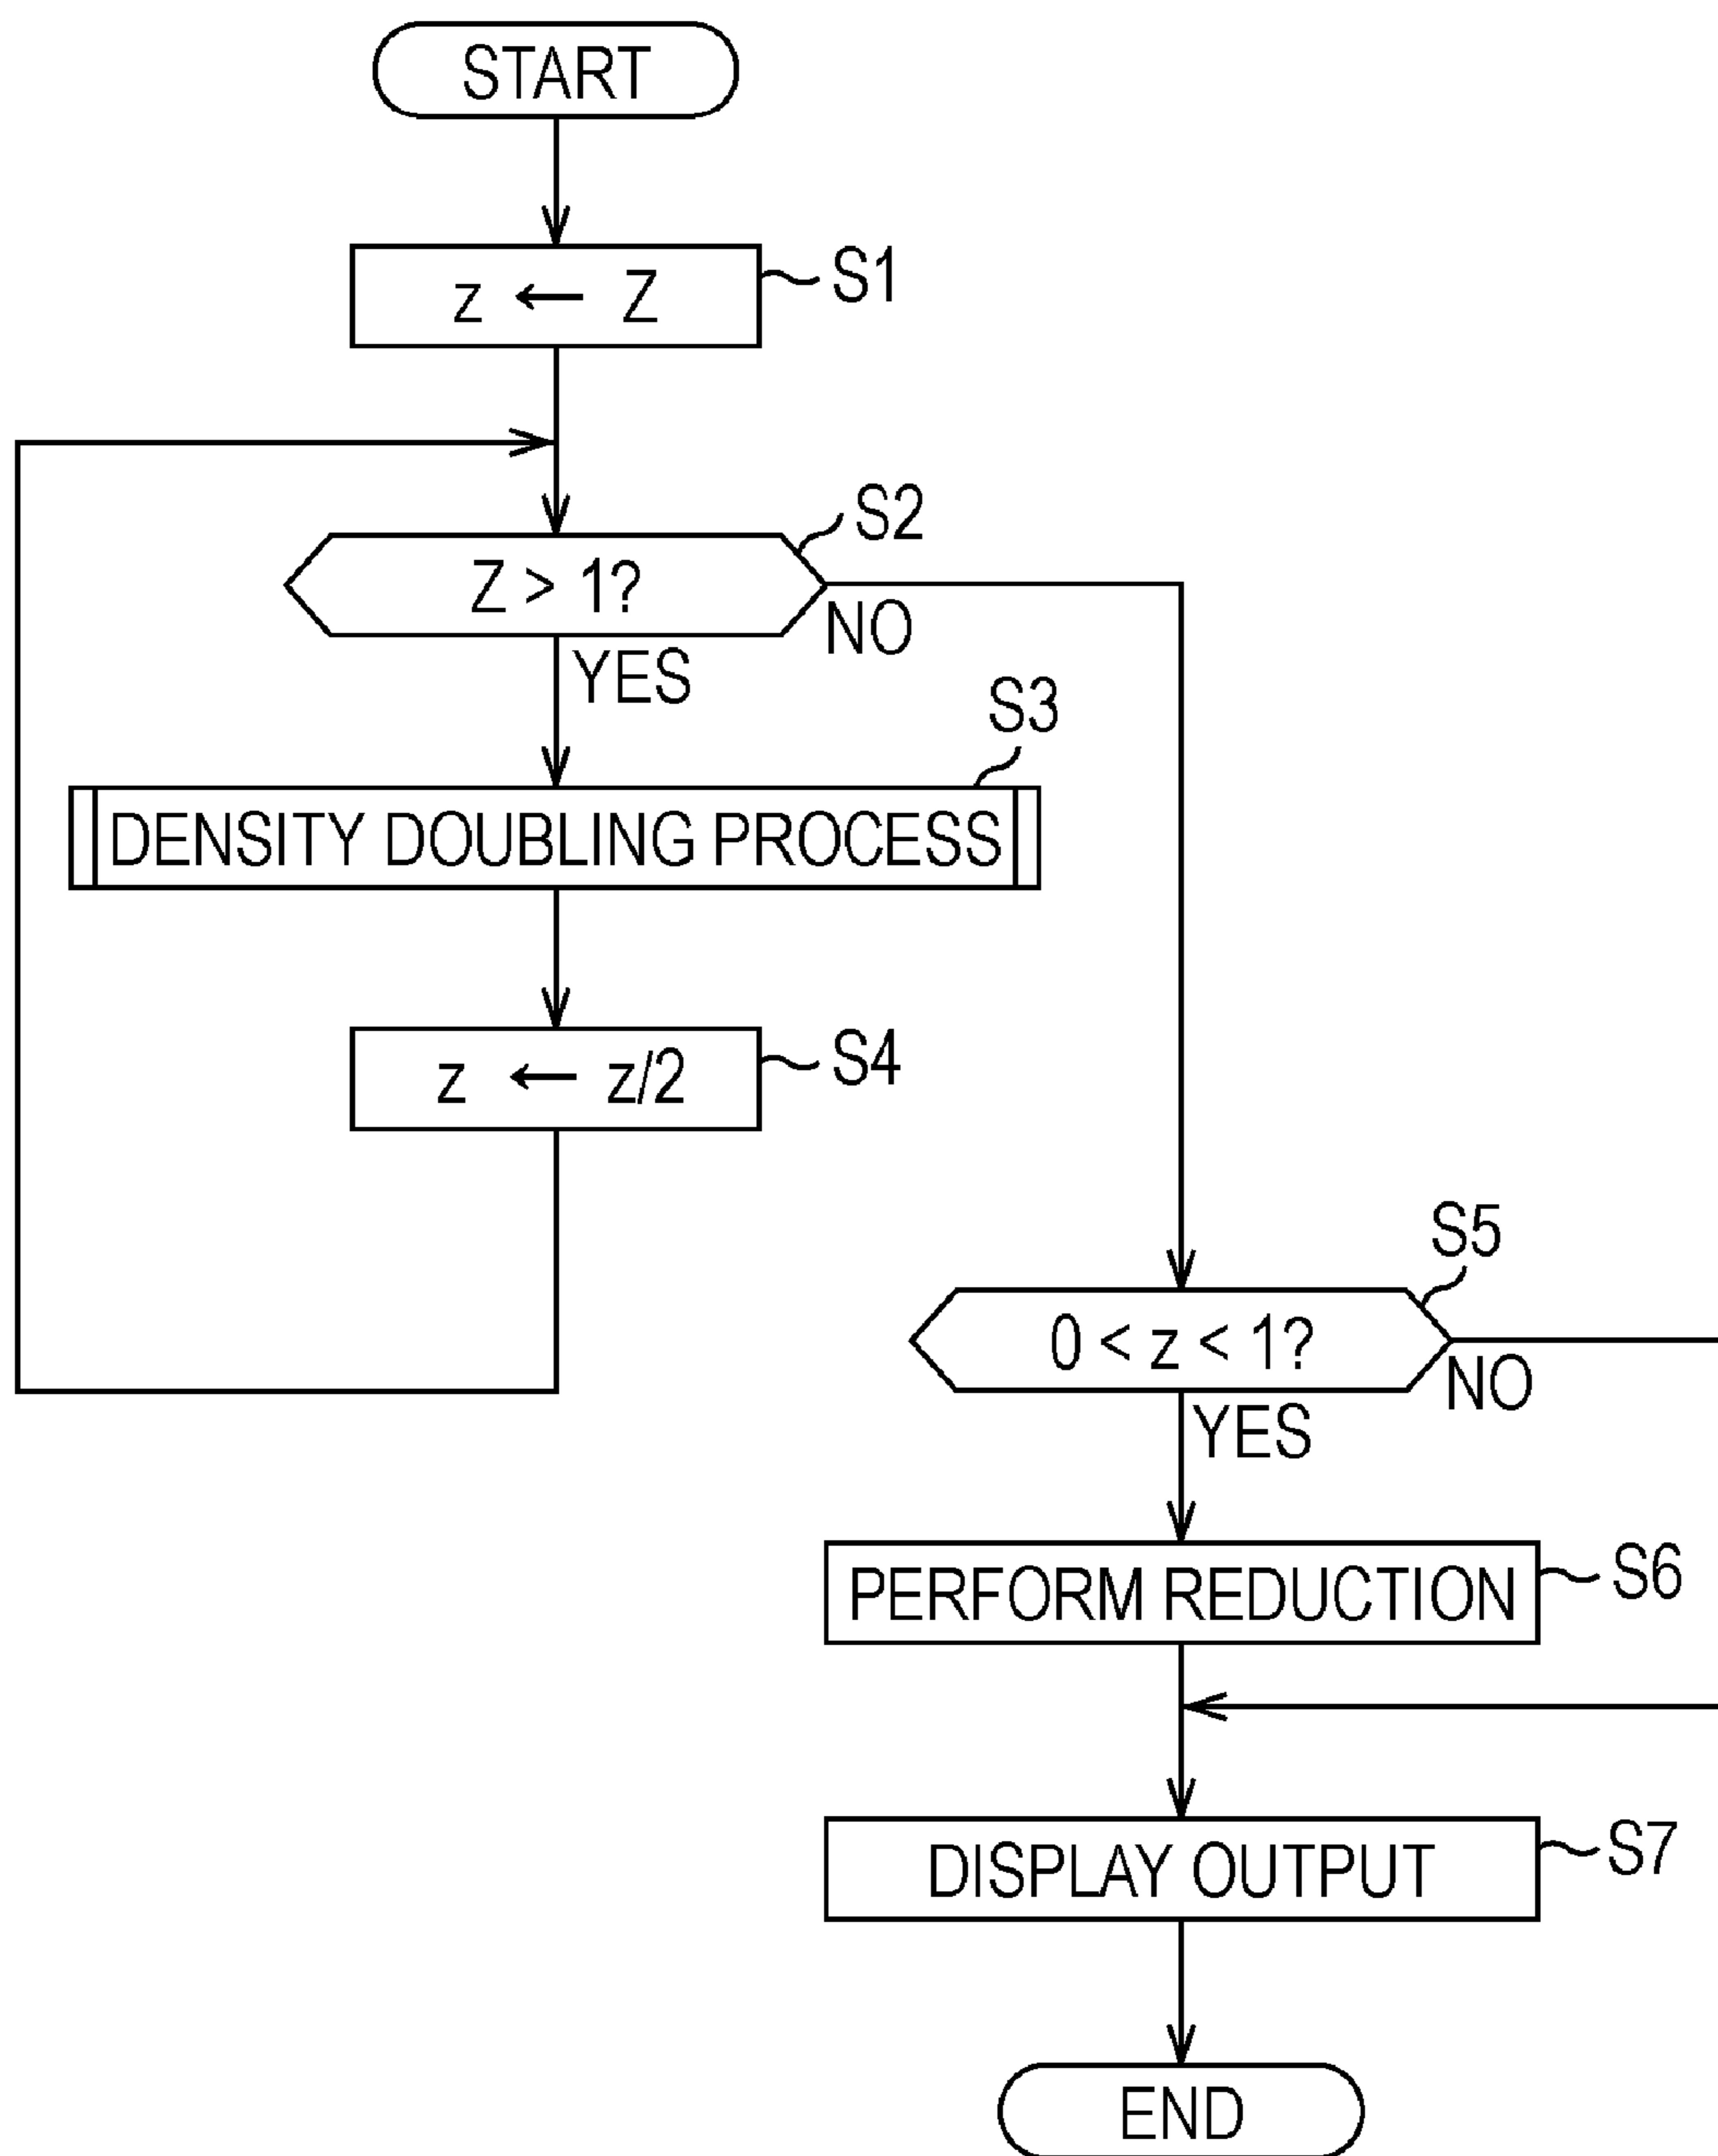 START
z ← Z
S1
S2
Z > 1?
NO
YES
S3
DENSITY DOUBLING PROCESS
z ← z/2
S4
S5
0 < z < 1?
NO
YES
PERFORM REDUCTION
S6
DISPLAY OUTPUT
S7
END